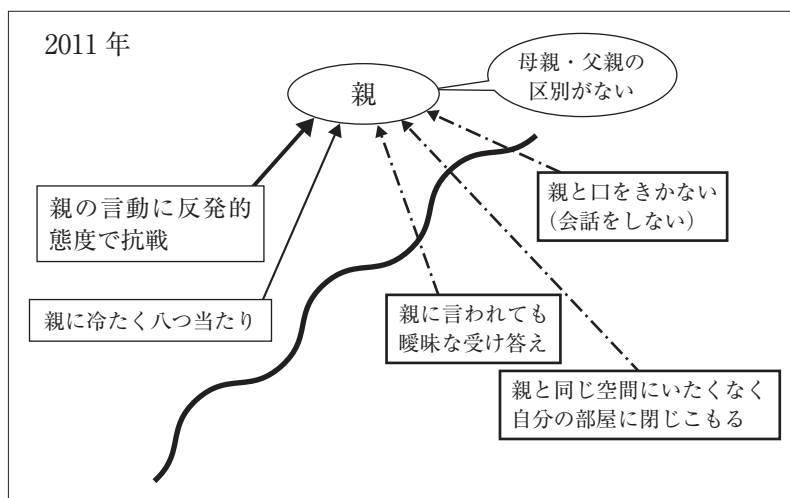 2011 年
母親・父親の
区別がない
親
親の言動に反発的
態度で抗戦
親と口をきかない
(会話をしない)
親に冷たく八つ当たり
親に言われても
曖昧な受け答え
親と同じ空間にいたくなく
自分の部屋に閉じこもる